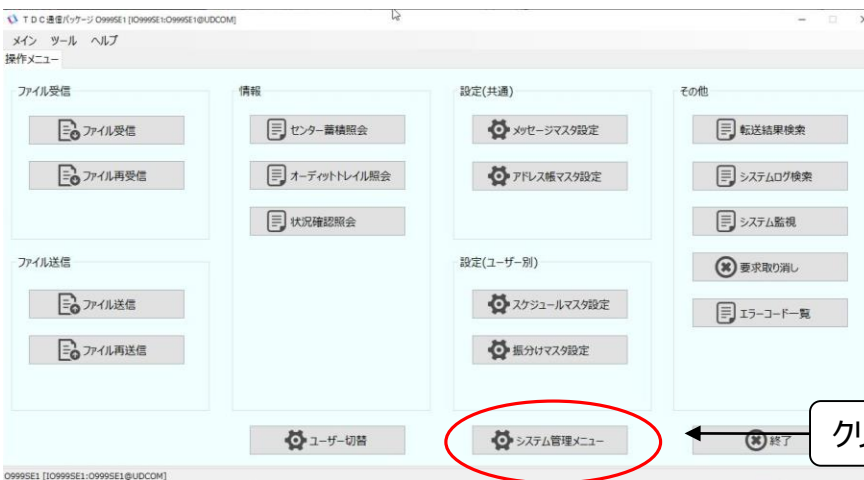 TDC通信パッケージ O999SE1 [IO999SE1:O999SE1@UDCOM]
メイン ツール ヘルプ
操作メニュー
ファイル受信
ファイル受信
ファイル再受信
ファイル送信
ファイル送信
ファイル再送信
情報
センター蓄積照会
オーディットトレイル照会
状況確認照会
設定(共通)
メッセージマスタ設定
アドレス帳マスタ設定
設定(ユーザー別)
スケジュールマスタ設定
振分けマスタ設定
その他
転送結果検索
システムログ検索
システム監視
要求取り消し
エラーコード一覧
ユーザー切替
システム管理メニュー
終了
クリ
O999SE1 [IO999SE1:O999SE1@UDCOM]